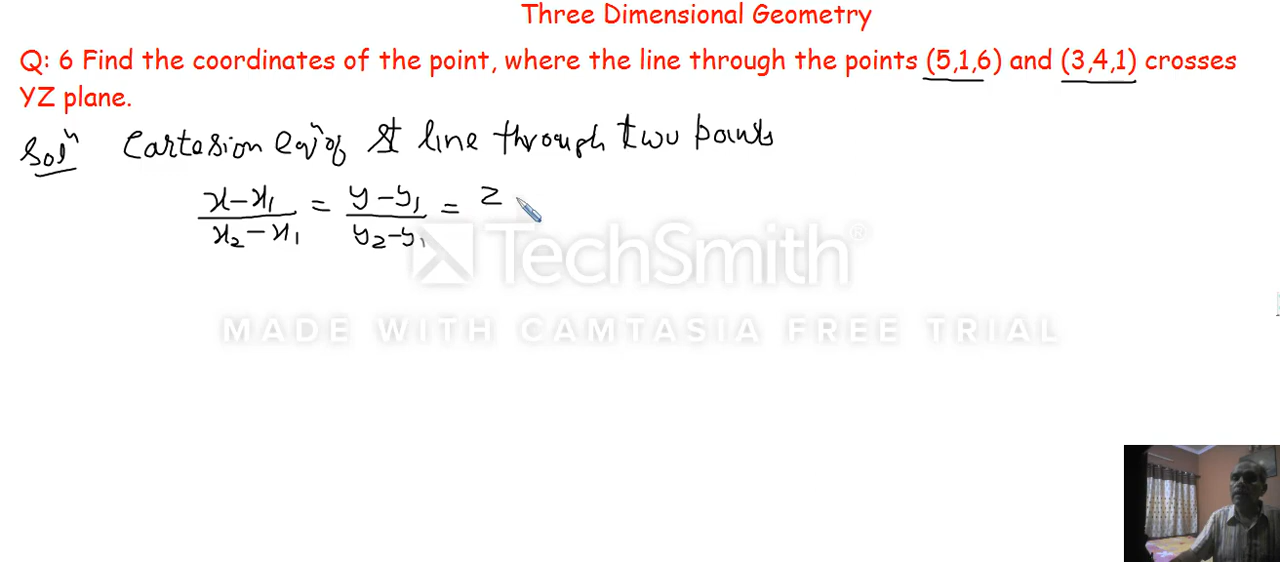 Three Dimensional Geometry
Q: 6 Find the coordinates of the point, where the line through the points (5,1,6) and (3,4,1) crosses
YZ plane.
Solⁿ Cartesion eqⁿ of St line through two points
x-x₁ / x₂-x₁ = y-y₁ / y₂-y₁ = z
TechSmith®
MADE WITH CAMTASIA FREE TRIAL